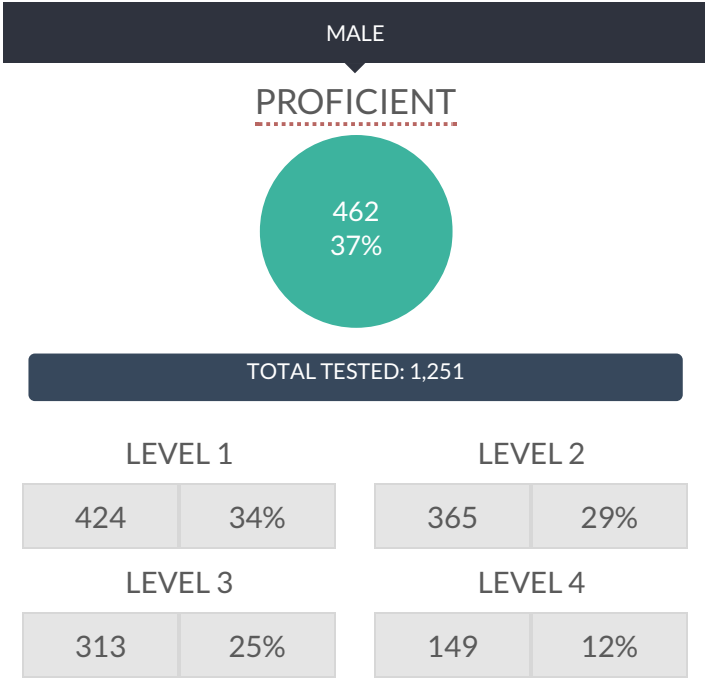 MALE
PROFICIENT
462
37%
TOTAL TESTED: 1,251
LEVEL 1
424 34%
LEVEL 2
365 29%
LEVEL 3
313 25%
LEVEL 4
149 12%